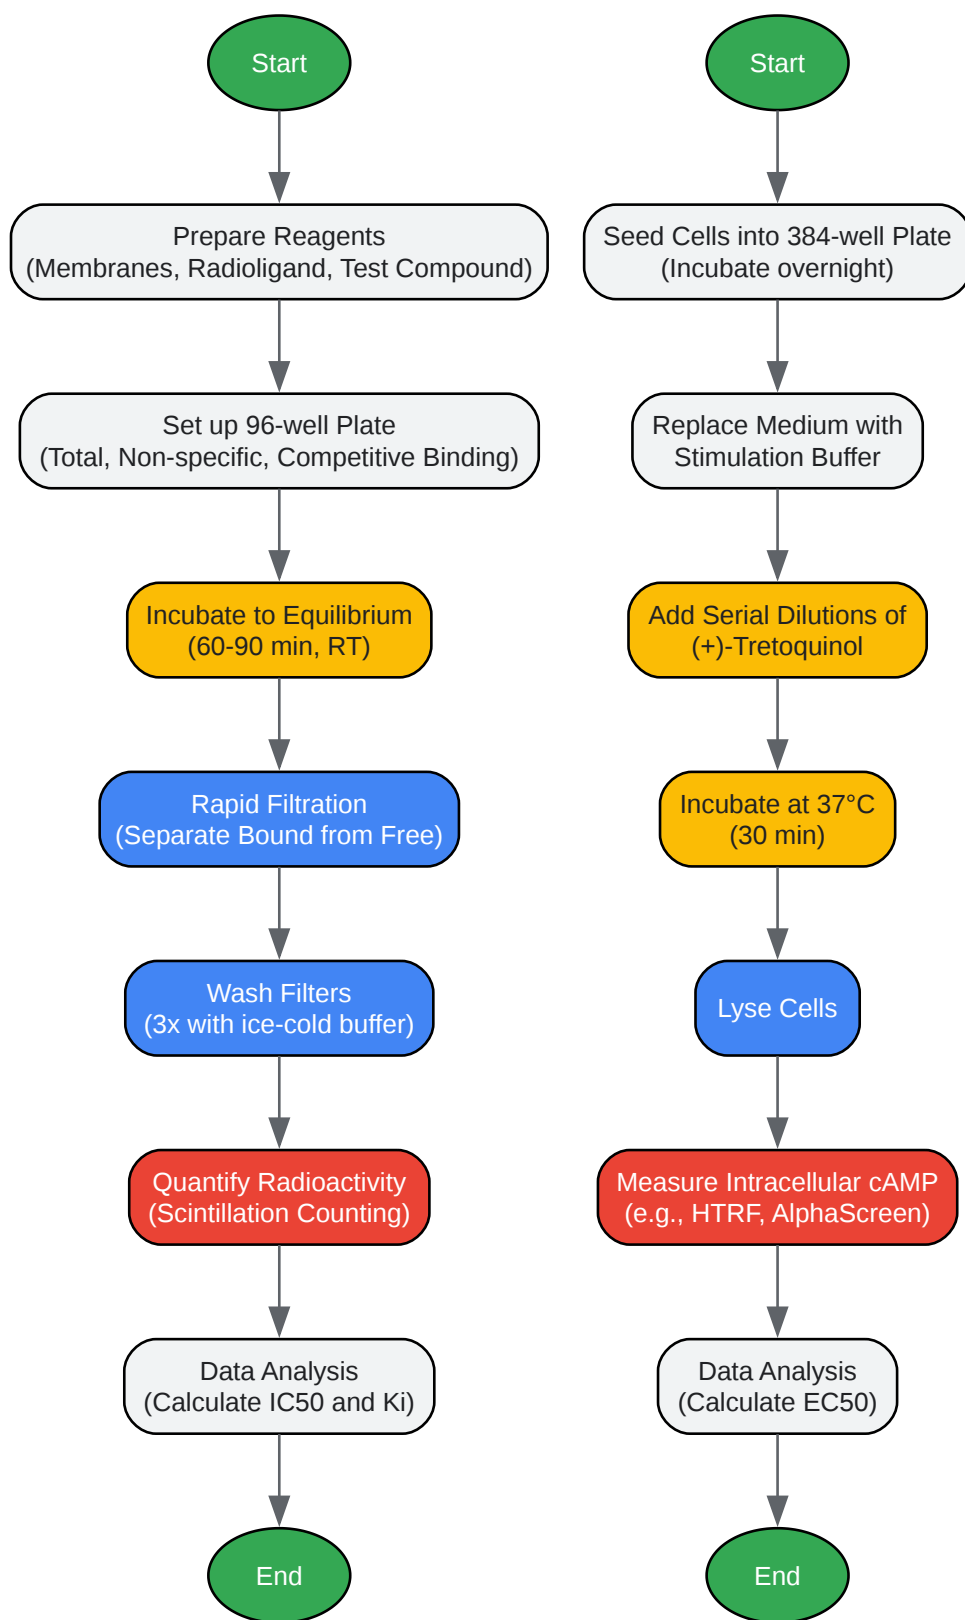 Start
Prepare Reagents
(Membranes, Radioligand, Test Compound)
Set up 96-well Plate
(Total, Non-specific, Competitive Binding)
Incubate to Equilibrium
(60-90 min, RT)
Rapid Filtration
(Separate Bound from Free)
Wash Filters
(3x with ice-cold buffer)
Quantify Radioactivity
(Scintillation Counting)
Data Analysis
(Calculate IC50 and Ki)
End
Start
Seed Cells into 384-well Plate
(Incubate overnight)
Replace Medium with
Stimulation Buffer
Add Serial Dilutions of
(+)-Tretoquinol
Incubate at 37°C
(30 min)
Lyse Cells
Measure Intracellular cAMP
(e.g., HTRF, AlphaScreen)
Data Analysis
(Calculate EC50)
End